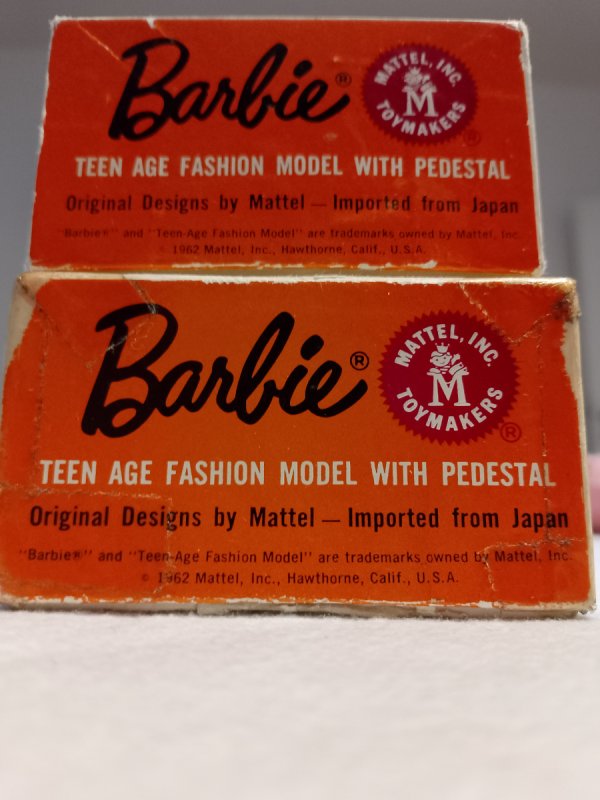 Barbie®
MATTEL, INC.
M
TOYMAKERS
®
TEEN AGE FASHION MODEL WITH PEDESTAL
Original Designs by Mattel — Imported from Japan
"Barbie®" and "Teen-Age Fashion Model" are trademarks owned by Mattel, Inc.
© 1962 Mattel, Inc., Hawthorne, Calif., U.S.A.
Barbie®
MATTEL, INC.
M
TOYMAKERS
®
TEEN AGE FASHION MODEL WITH PEDESTAL
Original Designs by Mattel — Imported from Japan
"Barbie®" and "Teen-Age Fashion Model" are trademarks owned by Mattel, Inc.
© 1962 Mattel, Inc., Hawthorne, Calif., U.S.A.